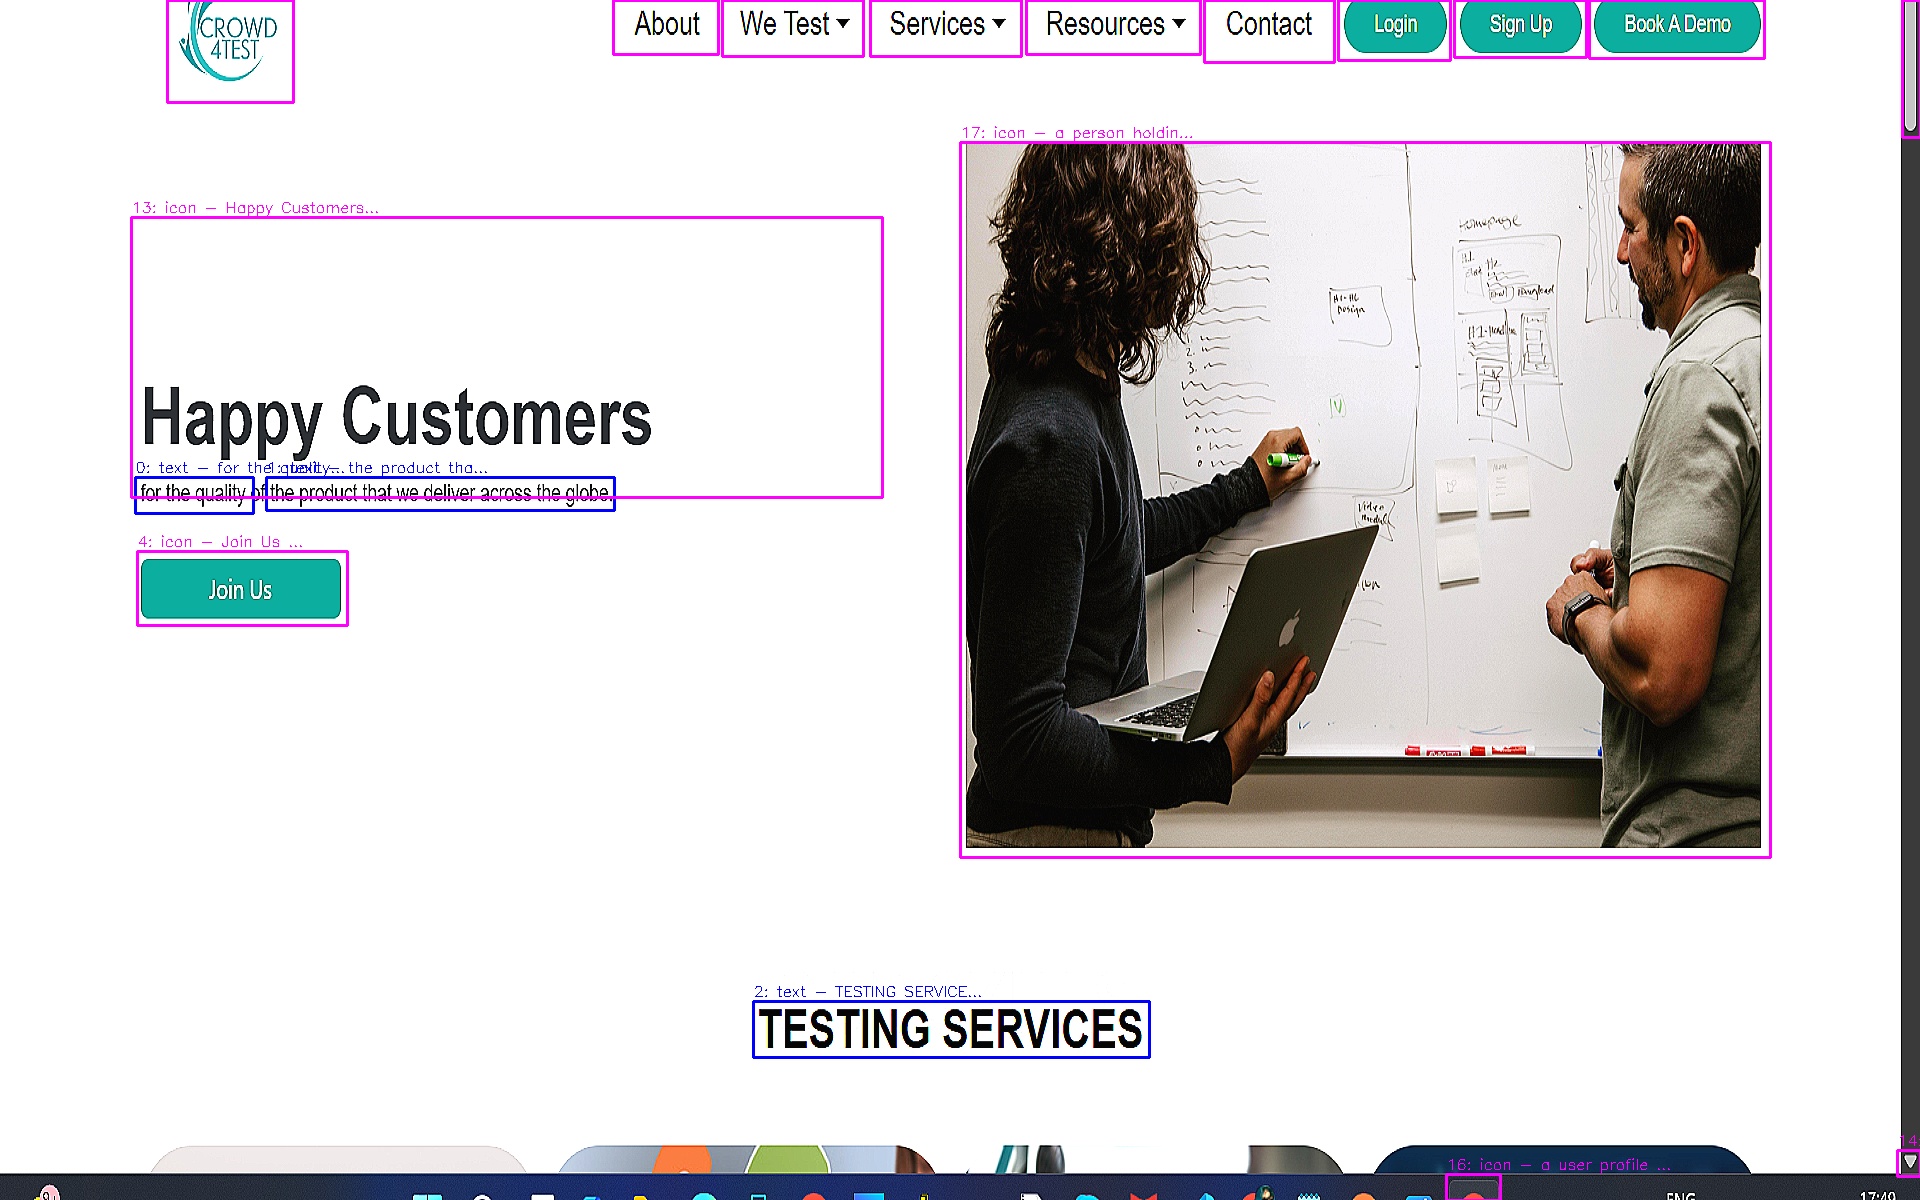 CROWD
4TEST
About We Test Services Resources Contact Login Sign Up Book A Demo
17: icon – a person holdin...
13: icon – Happy Customers...
Homepage
Happy Customers
0: text – for the quality...
1: text – the product tha...
for the quality of the product that we deliver across the globe.
4: icon – Join Us ...
Join Us
2: text – TESTING SERVICE...
TESTING SERVICES
14:
16: icon – a user profile ...
ENG
17:49